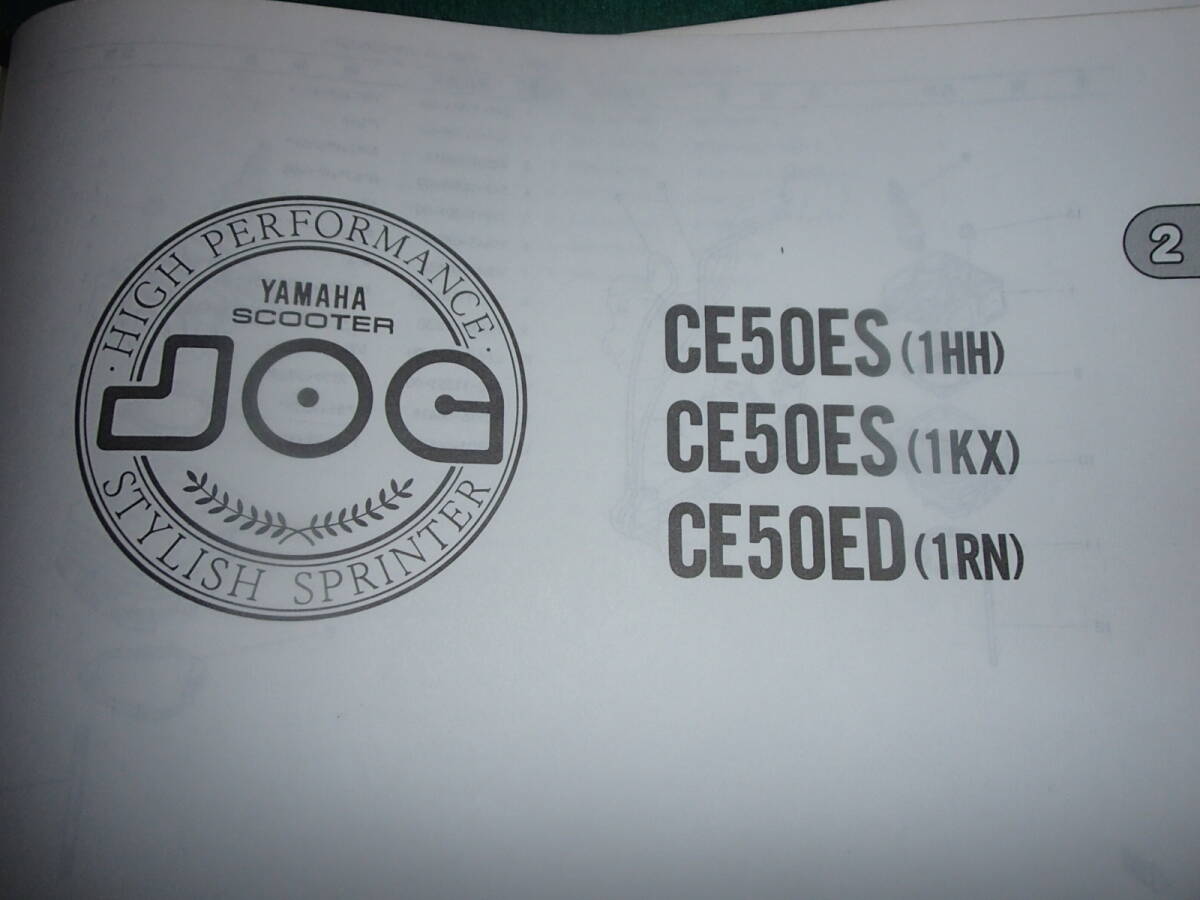 · HIGH PERFORMANCE ·
YAMAHA
SCOOTER
JOG
STYLISH SPRINTER
CE50ES (1HH)
CE50ES (1KX)
CE50ED (1RN)
2